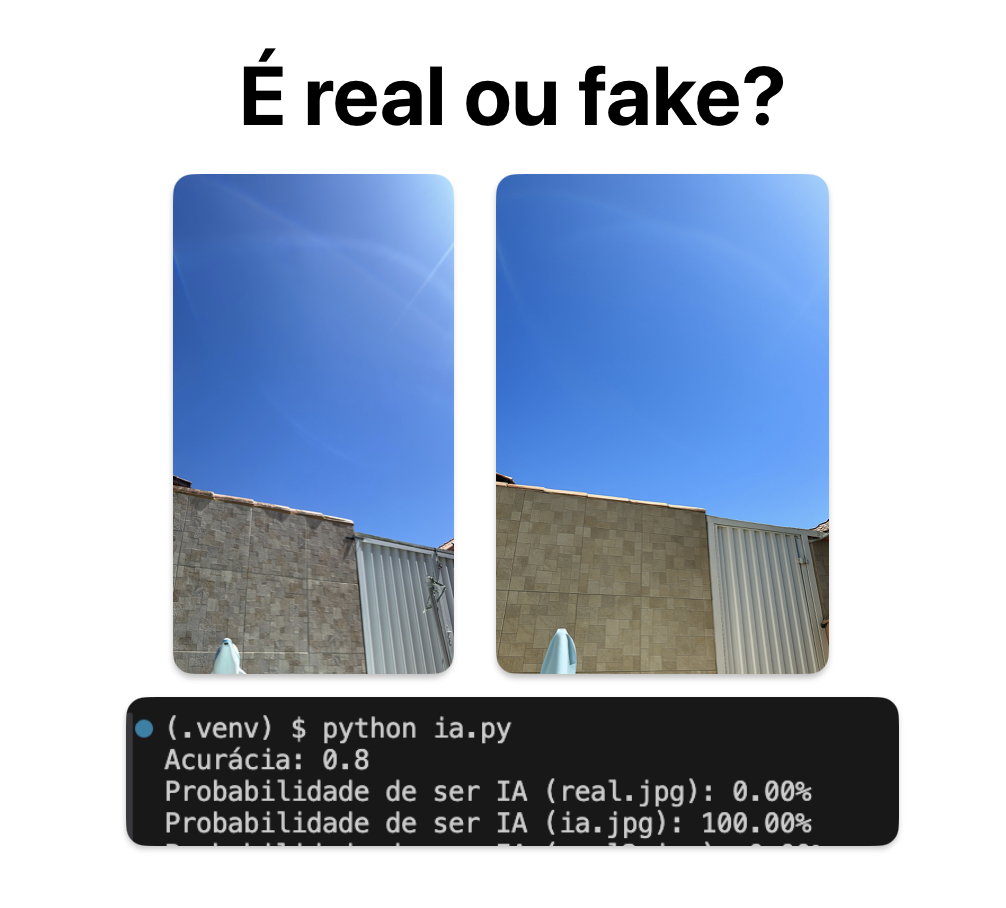 É real ou fake?
(.venv) $ python ia.py
Acurácia: 0.8
Probabilidade de ser IA (real.jpg): 0.00%
Probabilidade de ser IA (ia.jpg): 100.00%